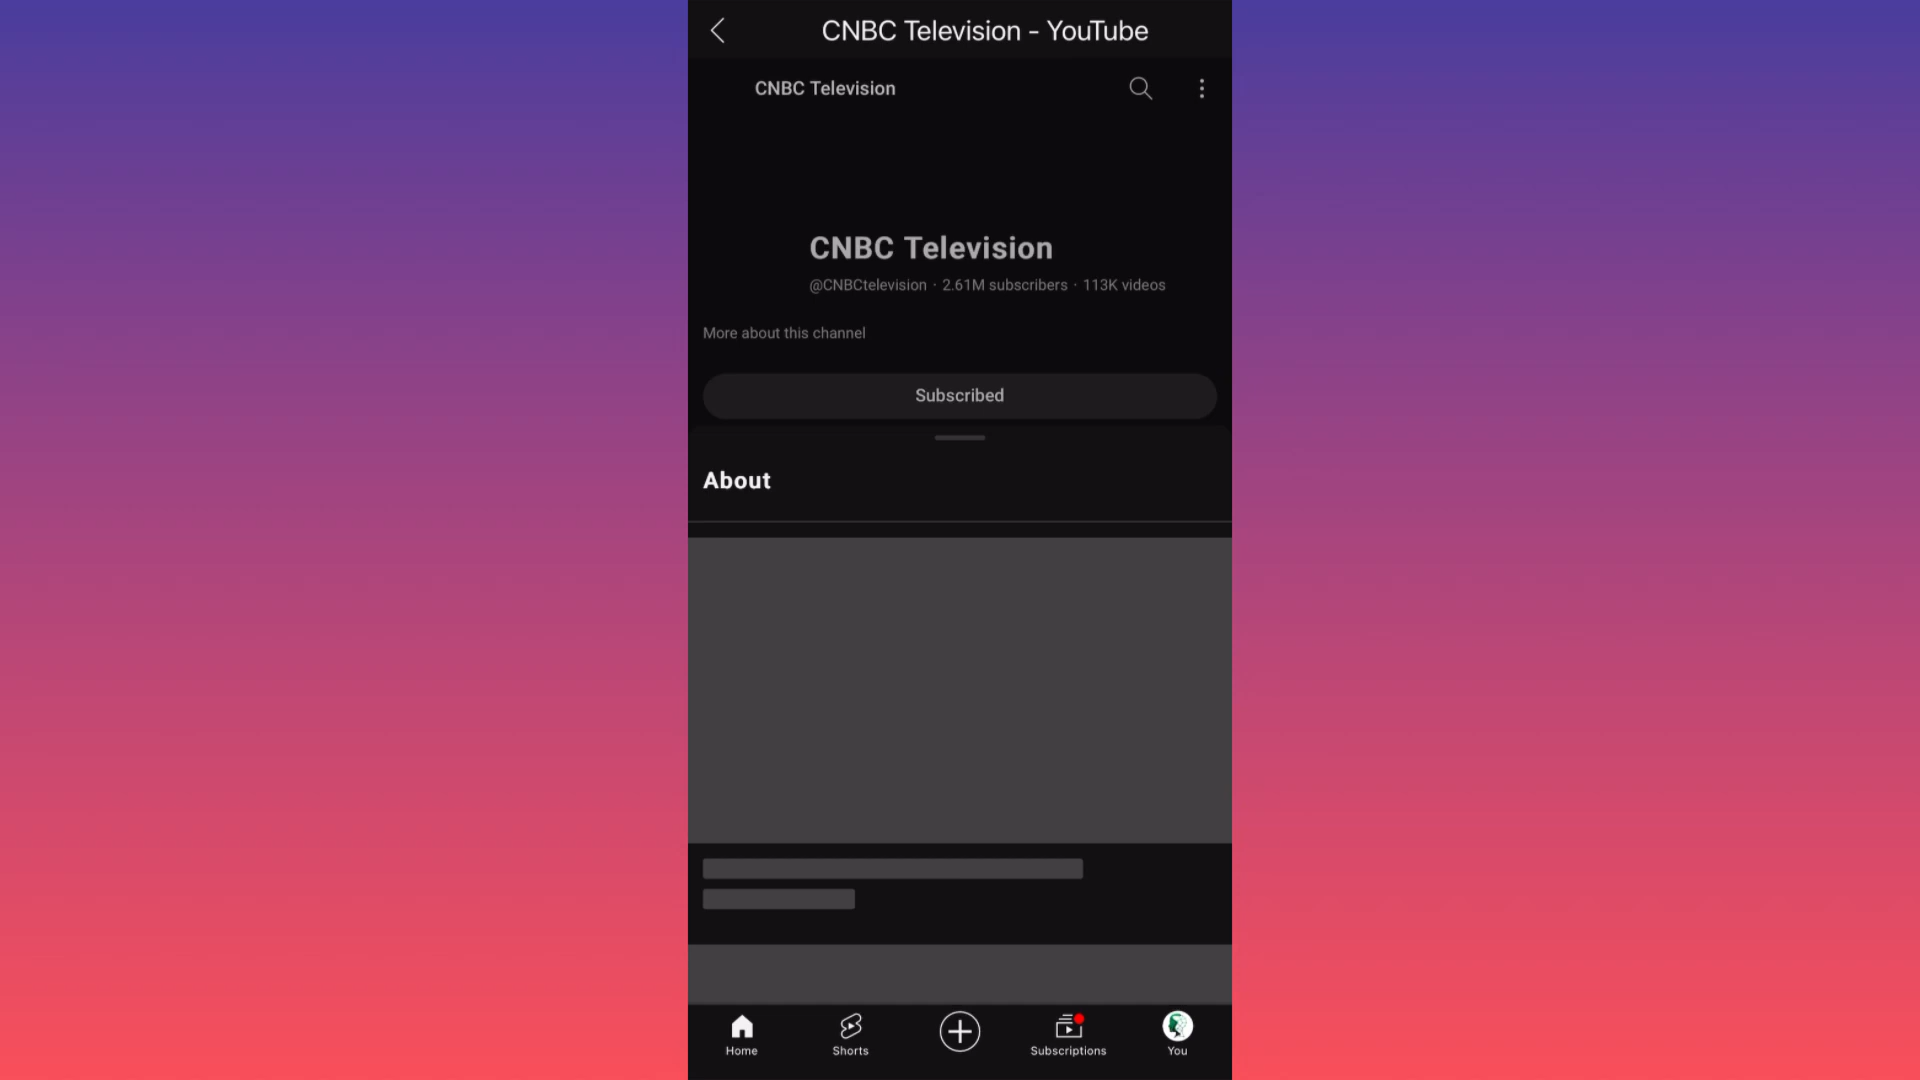 CNBC Television - YouTube
CNBC Television
CNBC Television
@CNBCtelevision · 2.61M subscribers · 113K videos
More about this channel
Subscribed
About
Home
Shorts
Subscriptions
You